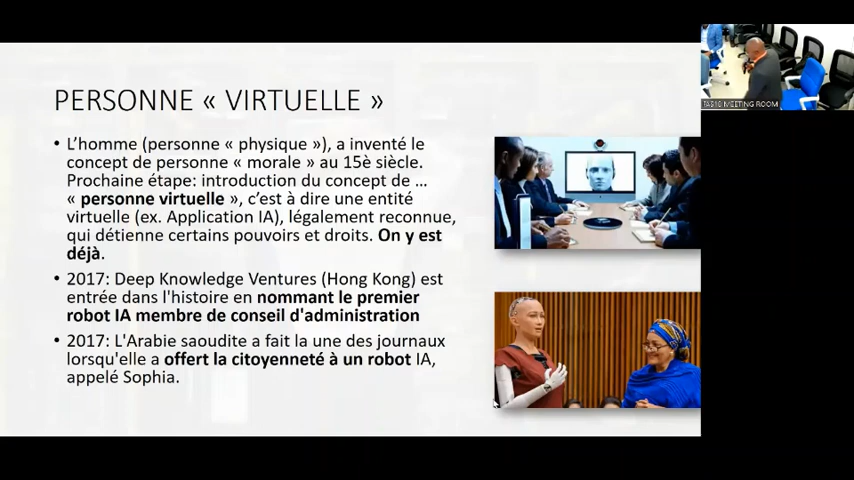 PERSONNE « VIRTUELLE »
• L’homme (personne « physique »), a inventé le
concept de personne « morale » au 15è siècle.
Prochaine étape: introduction du concept de …
« personne virtuelle », c’est à dire une entité
virtuelle (ex. Application IA), légalement reconnue,
qui détienne certains pouvoirs et droits. On y est
déjà.
• 2017: Deep Knowledge Ventures (Hong Kong) est
entrée dans l'histoire en nommant le premier
robot IA membre de conseil d'administration
• 2017: L'Arabie saoudite a fait la une des journaux
lorsqu'elle a offert la citoyenneté à un robot IA,
appelé Sophia.
MEETING ROOM